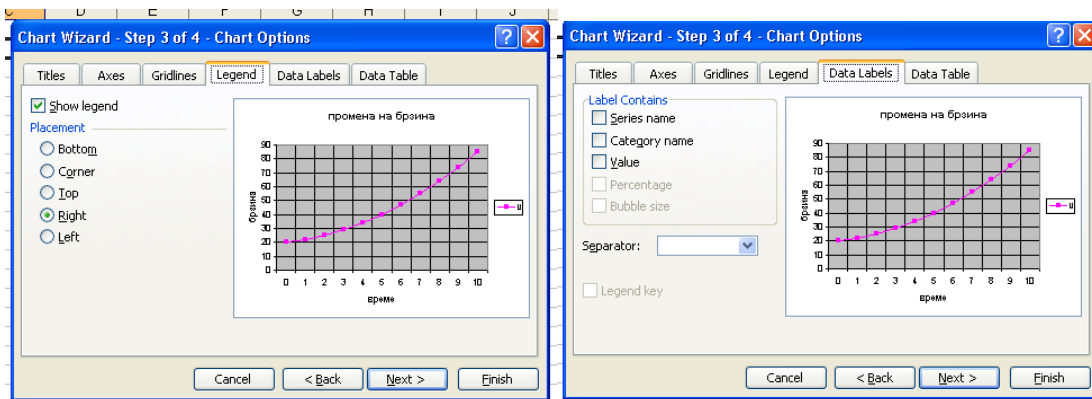 C D E F G H I J
Chart Wizard - Step 3 of 4 - Chart Options
Titles Axes Gridlines Legend Data Labels Data Table
Show legend
Placement
Bottom
Corner
Top
Right
Left
промена на брзина
брзина
90
80
70
60
50
40
30
20
10
0
0 1 2 3 4 5 6 7 8 9 10
време
u
Cancel < Back Next > Finish
Chart Wizard - Step 3 of 4 - Chart Options
Titles Axes Gridlines Legend Data Labels Data Table
Label Contains
Series name
Category name
Value
Percentage
Bubble size
Separator:
Legend key
промена на брзина
брзина
90
80
70
60
50
40
30
20
10
0
0 1 2 3 4 5 6 7 8 9 10
време
u
Cancel < Back Next > Finish